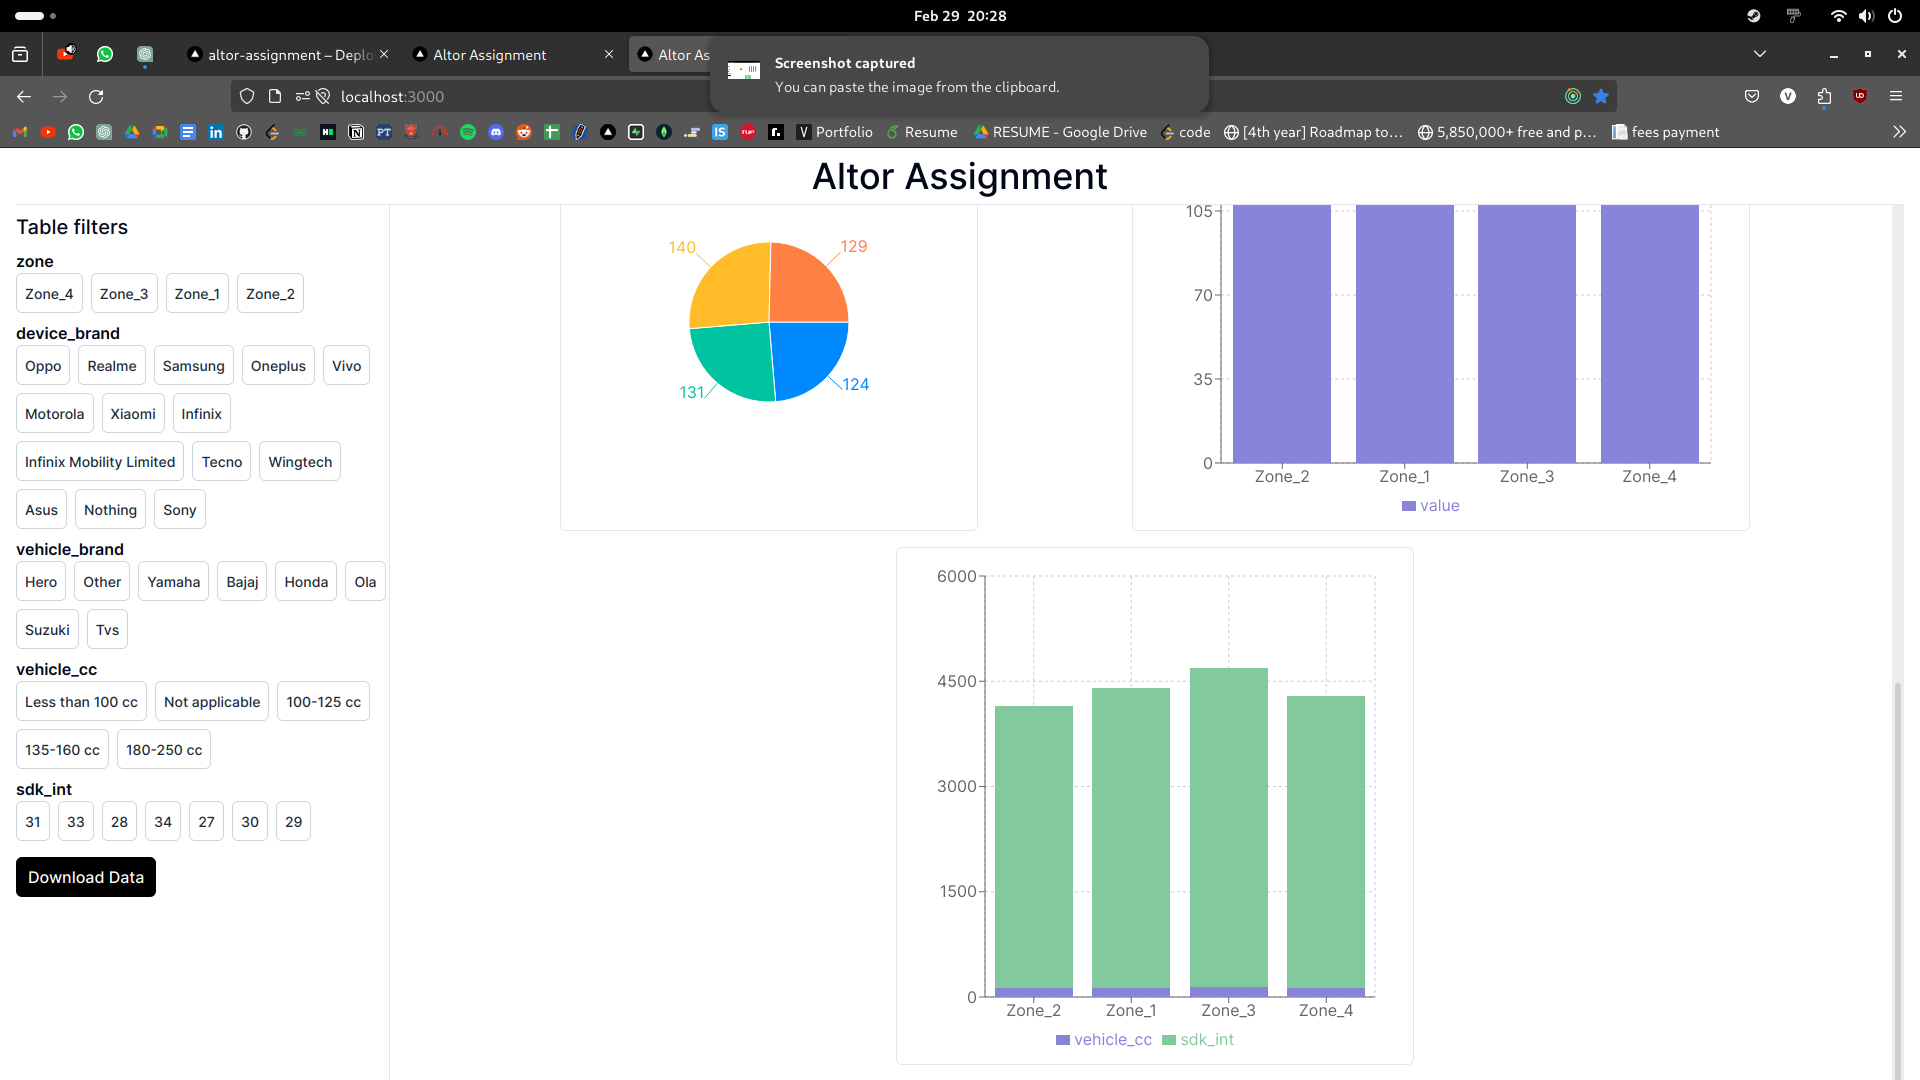 Feb 29 20:28
altor-assignment – Deplo
Altor Assignment
Altor As
Screenshot captured
You can paste the image from the clipboard.
localhost:3000
Portfolio
Resume
RESUME - Google Drive
code
[4th year] Roadmap to…
5,850,000+ free and p…
fees payment
Altor Assignment
Table filters
zone
Zone_4 Zone_3 Zone_1 Zone_2
device_brand
Oppo Realme Samsung Oneplus Vivo
Motorola Xiaomi Infinix
Infinix Mobility Limited Tecno Wingtech
Asus Nothing Sony
vehicle_brand
Hero Other Yamaha Bajaj Honda Ola
Suzuki Tvs
vehicle_cc
Less than 100 cc Not applicable 100-125 cc
135-160 cc 180-250 cc
sdk_int
31 33 28 34 27 30 29
Download Data
140
129
131
124
105
70
35
0
Zone_2 Zone_1 Zone_3 Zone_4
value
6000
4500
3000
1500
0
Zone_2 Zone_1 Zone_3 Zone_4
vehicle_cc sdk_int